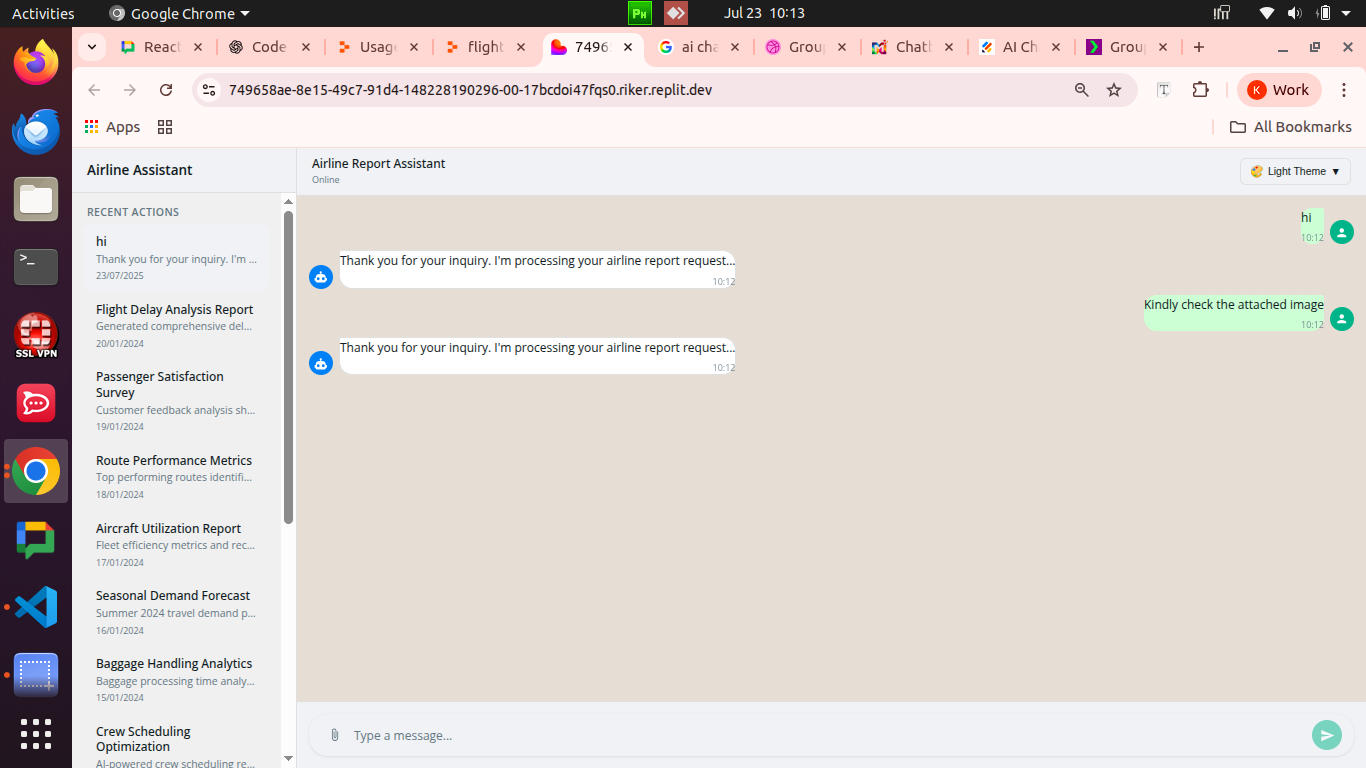 Activities
Google Chrome
Jul 23 10:13
React
Code
Usage
flight
7496
ai cha
Group
Chatb
AI Ch
Group
749658ae-8e15-49c7-91d4-148228190296-00-17bcdoi47fqs0.riker.replit.dev
K Work
Apps
All Bookmarks
SSL VPN
Airline Assistant
RECENT ACTIONS
hi
Thank you for your inquiry. I'm ...
23/07/2025
Flight Delay Analysis Report
Generated comprehensive del...
20/01/2024
Passenger Satisfaction
Survey
Customer feedback analysis sh...
19/01/2024
Route Performance Metrics
Top performing routes identifi...
18/01/2024
Aircraft Utilization Report
Fleet efficiency metrics and rec...
17/01/2024
Seasonal Demand Forecast
Summer 2024 travel demand p...
16/01/2024
Baggage Handling Analytics
Baggage processing time analy...
15/01/2024
Crew Scheduling
Optimization
AI-powered crew scheduling re...
Airline Report Assistant
Online
Light Theme ▼
hi
10:12
Thank you for your inquiry. I'm processing your airline report request...
10:12
Kindly check the attached image
10:12
Thank you for your inquiry. I'm processing your airline report request...
10:12
Type a message...